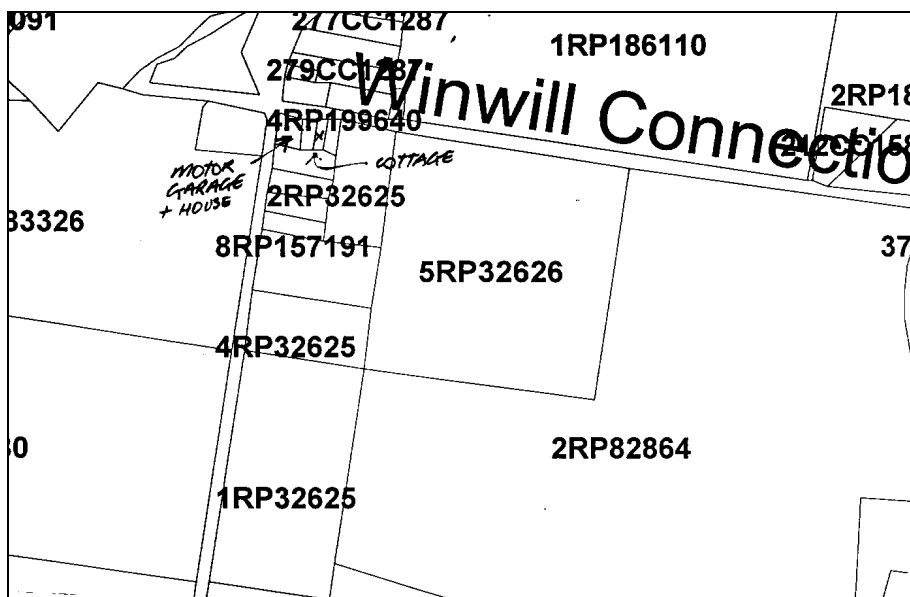 091
277CC1287
1RP186110
279CC1287
Winwill Connectio
2RP18
4RP199640
MOTOR
GARAGE
+ HOUSE
COTTAGE
2RP32625
33326
8RP157191
37
5RP32626
4RP32625
30
2RP82864
1RP32625